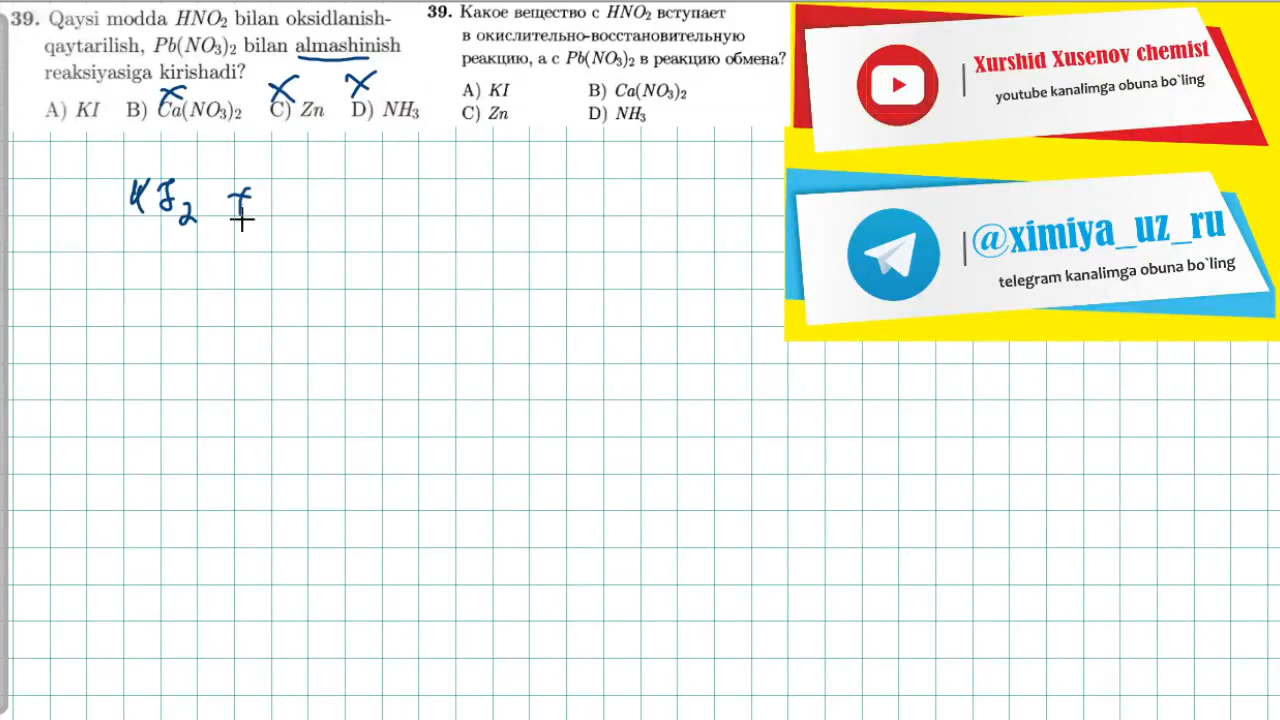 39. Qaysi modda HNO₂ bilan oksidlanish-
qaytarilish, Pb(NO₃)₂ bilan almashinish
reaksiyasiga kirishadi?
A) KI B) Ca(NO₃)₂ C) Zn D) NH₃
39. Какое вещество с HNO₂ вступает
в окислительно-восстановительную
реакцию, а с Pb(NO₃)₂ в реакцию обмена?
A) KI B) Ca(NO₃)₂
C) Zn D) NH₃
Xurshid Xusenov chemist
youtube kanalimga obuna bo`ling
@ximiya_uz_ru
telegram kanalimga obuna bo`ling